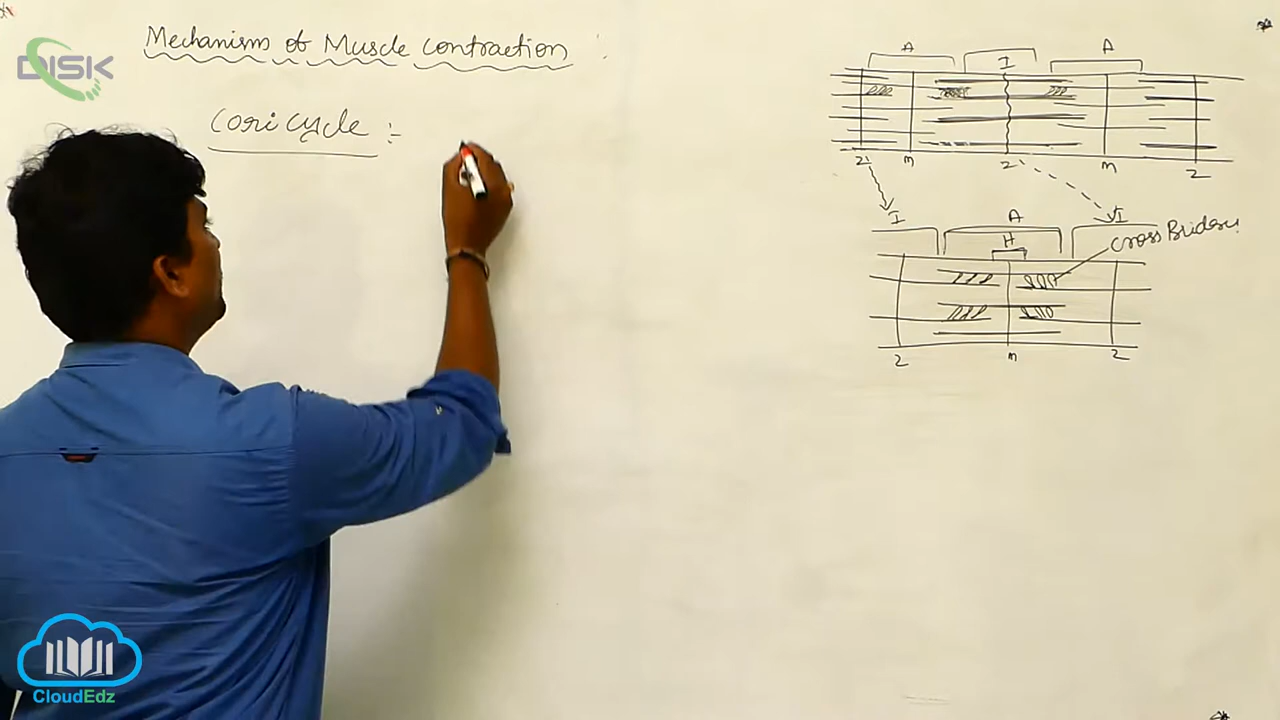 Mechanism of Muscle Contraction
DISK
Cori cycle :-
A I A
Z' m Z m Z
I A I
H
Cross Bridges
Z m Z
CloudEdz